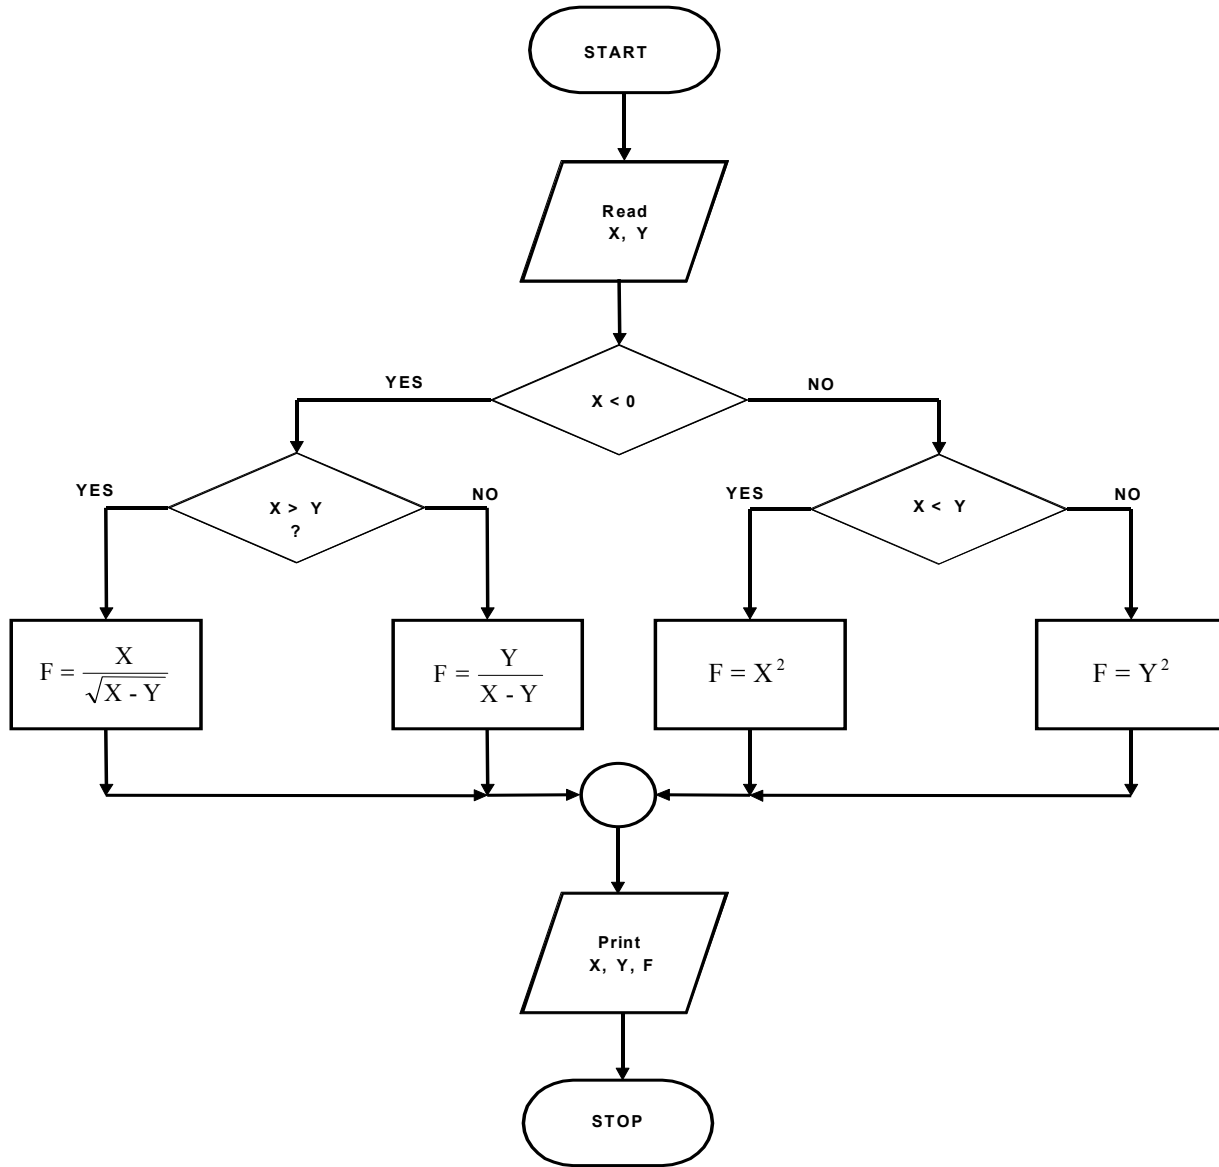 START
Read
X, Y
YES
X < 0
NO
YES
X > Y
?
NO
YES
X < Y
NO
F = X / √(X - Y)
F = Y / (X - Y)
F = X²
F = Y²
Print
X, Y, F
STOP